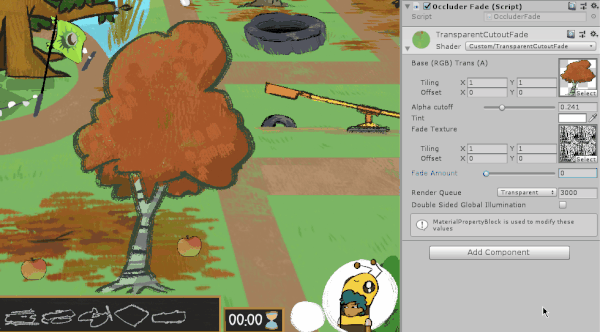 Occluder Fade (Script)
Script OccluderFade
TransparentCutoutFade
Shader Custom/TransparentCutoutFade
Base (RGB) Trans (A)
Tiling X 1 Y 1
Offset X 0 Y 0
Select
Alpha cutoff 0.241
Tint
Fade Texture
Tiling X 1 Y 1
Offset X 0 Y 0
Select
Fade Amount 0
Render Queue Transparent 3000
Double Sided Global Illumination
MaterialPropertyBlock is used to modify these
values
Add Component
00:00